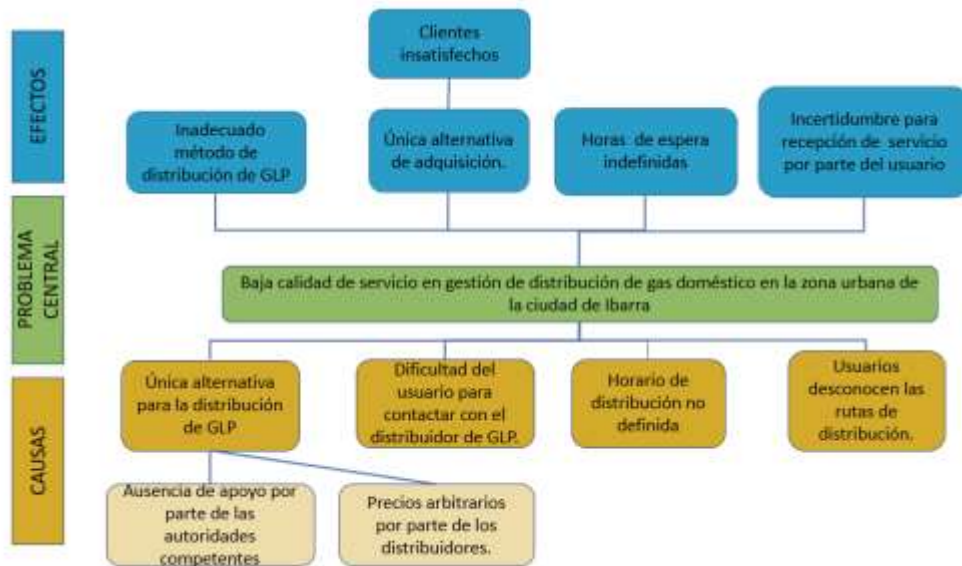 EFECTOS
Clientes
insatisfechos
Inadecuado
método de
distribución de GLP
Única alternativa
de adquisición.
Horas de espera
indefinidas
Incertidumbre para
recepción de servicio
por parte del usuario
PROBLEMA
CENTRAL
Baja calidad de servicio en gestión de distribución de gas doméstico en la zona urbana de
la ciudad de Ibarra
CAUSAS
Única alternativa
para la distribución
de GLP
Dificultad del
usuario para
contactar con el
distribuidor de GLP.
Horario de
distribución no
definida
Usuarios
desconocen las
rutas de
distribución.
Ausencia de apoyo por
parte de las
autoridades
competentes
Precios arbitrarios
por parte de los
distribuidores.